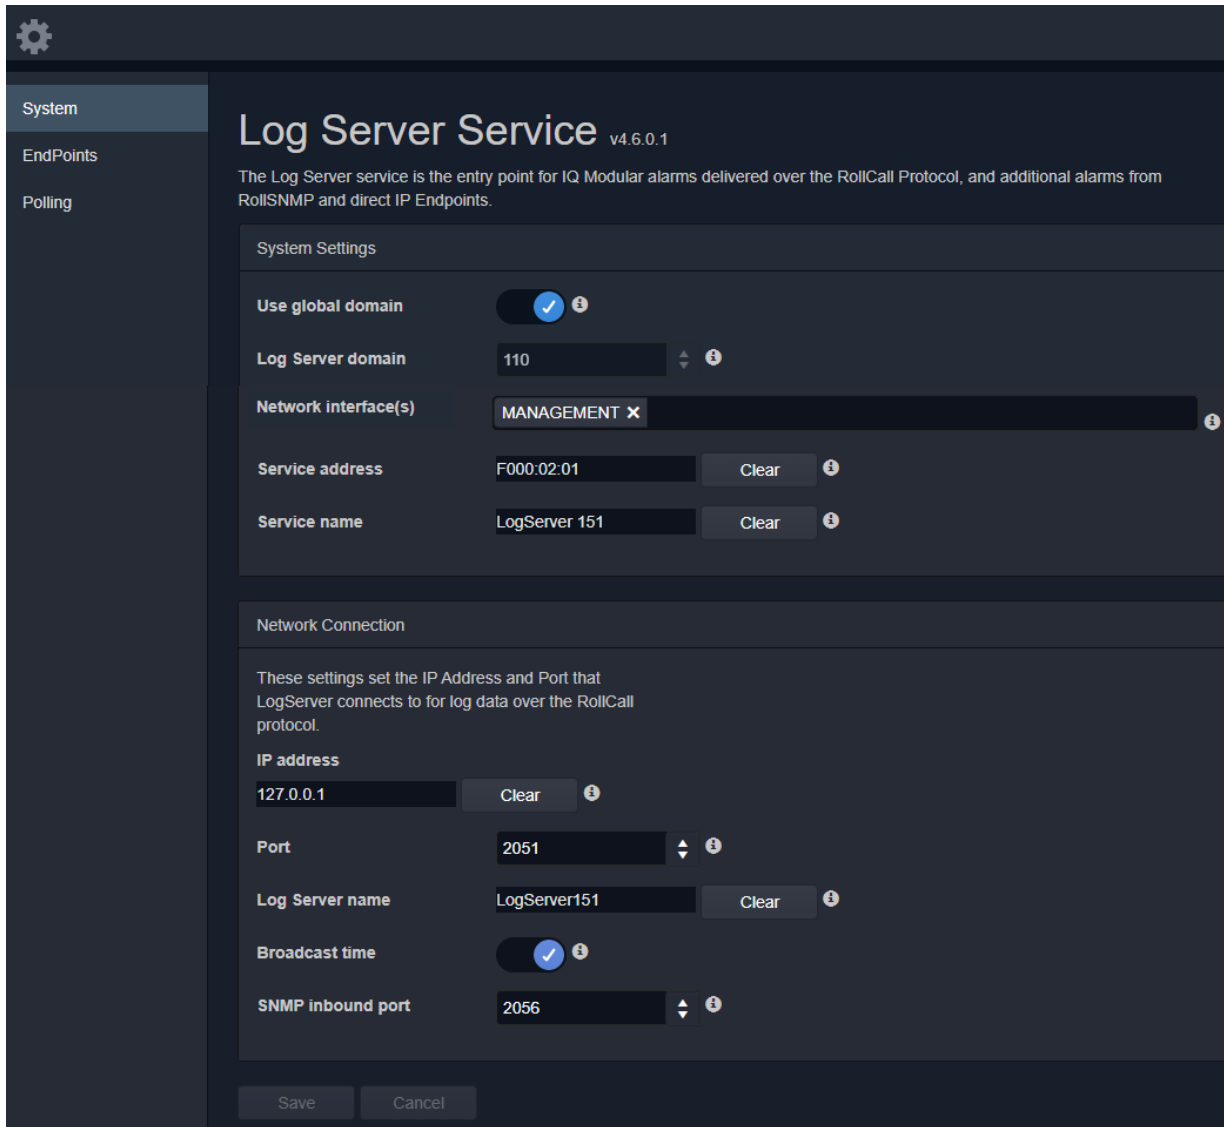 System
EndPoints
Polling
Log Server Service v4.6.0.1
The Log Server service is the entry point for IQ Modular alarms delivered over the RollCall Protocol, and additional alarms from
RollSNMP and direct IP Endpoints.
System Settings
Use global domain
Log Server domain 110
Network interface(s) MANAGEMENT
Service address F000:02:01 Clear
Service name LogServer 151 Clear
Network Connection
These settings set the IP Address and Port that
LogServer connects to for log data over the RollCall
protocol.
IP address
127.0.0.1 Clear
Port 2051
Log Server name LogServer151 Clear
Broadcast time
SNMP inbound port 2056
Save Cancel